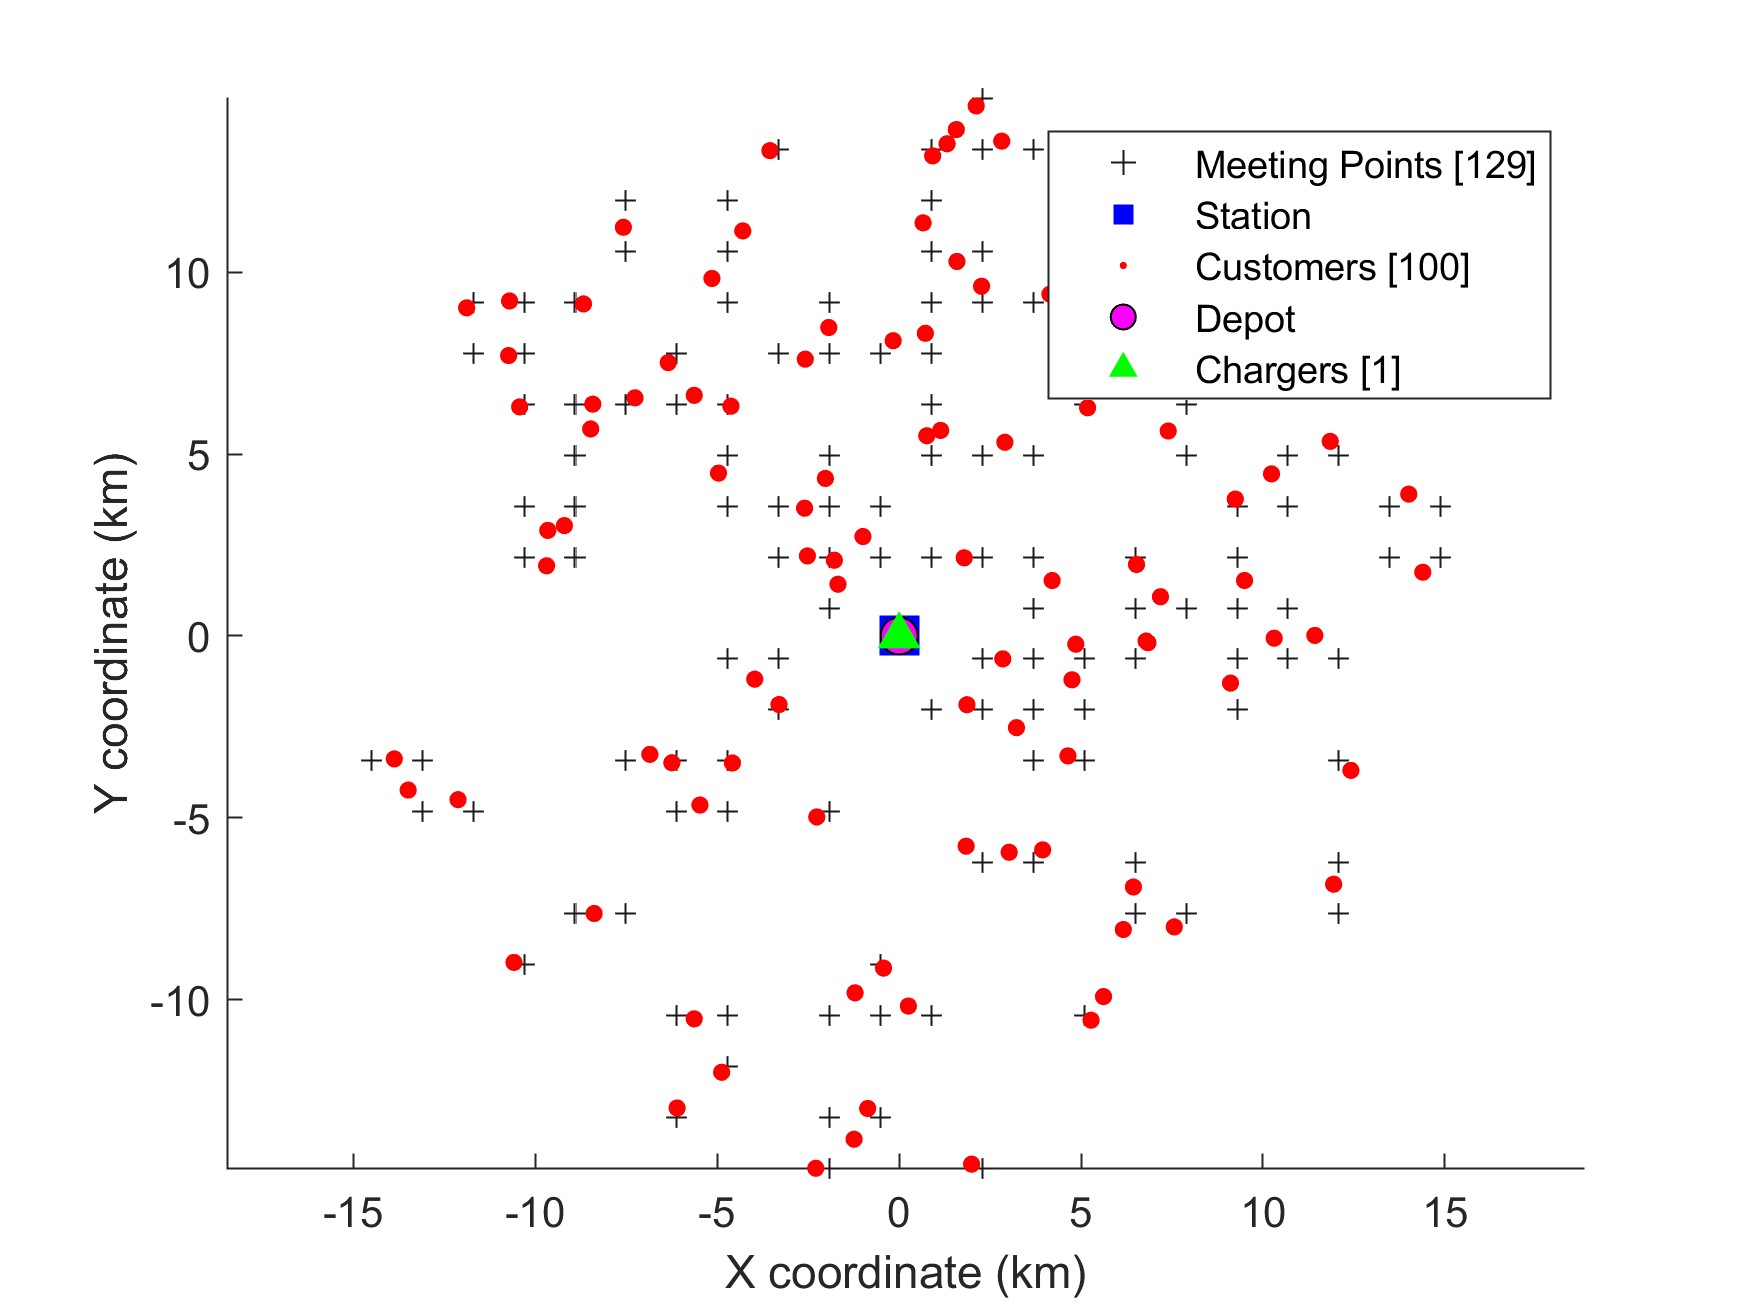 Meeting Points [129]
Station
Customers [100]
Depot
Chargers [1]
10
5
0
-5
-10
Y coordinate (km)
-15
-10
-5
0
5
10
15
X coordinate (km)